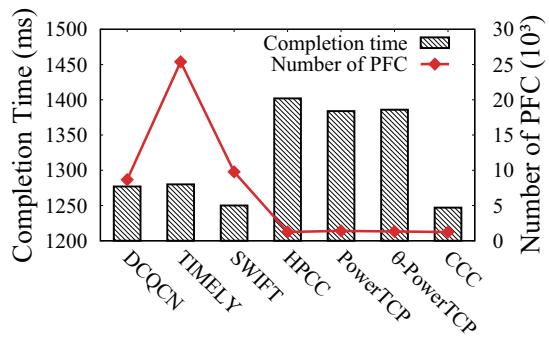 Completion Time (ms)
1500
1450
1400
1350
1300
1250
1200
Completion time
Number of PFC
30
25
20
15
10
5
0
Number of PFC (10³)
DCQCN
TIMELY
SWIFT
HPCC
PowerTCP
θ-PowerTCP
CCC